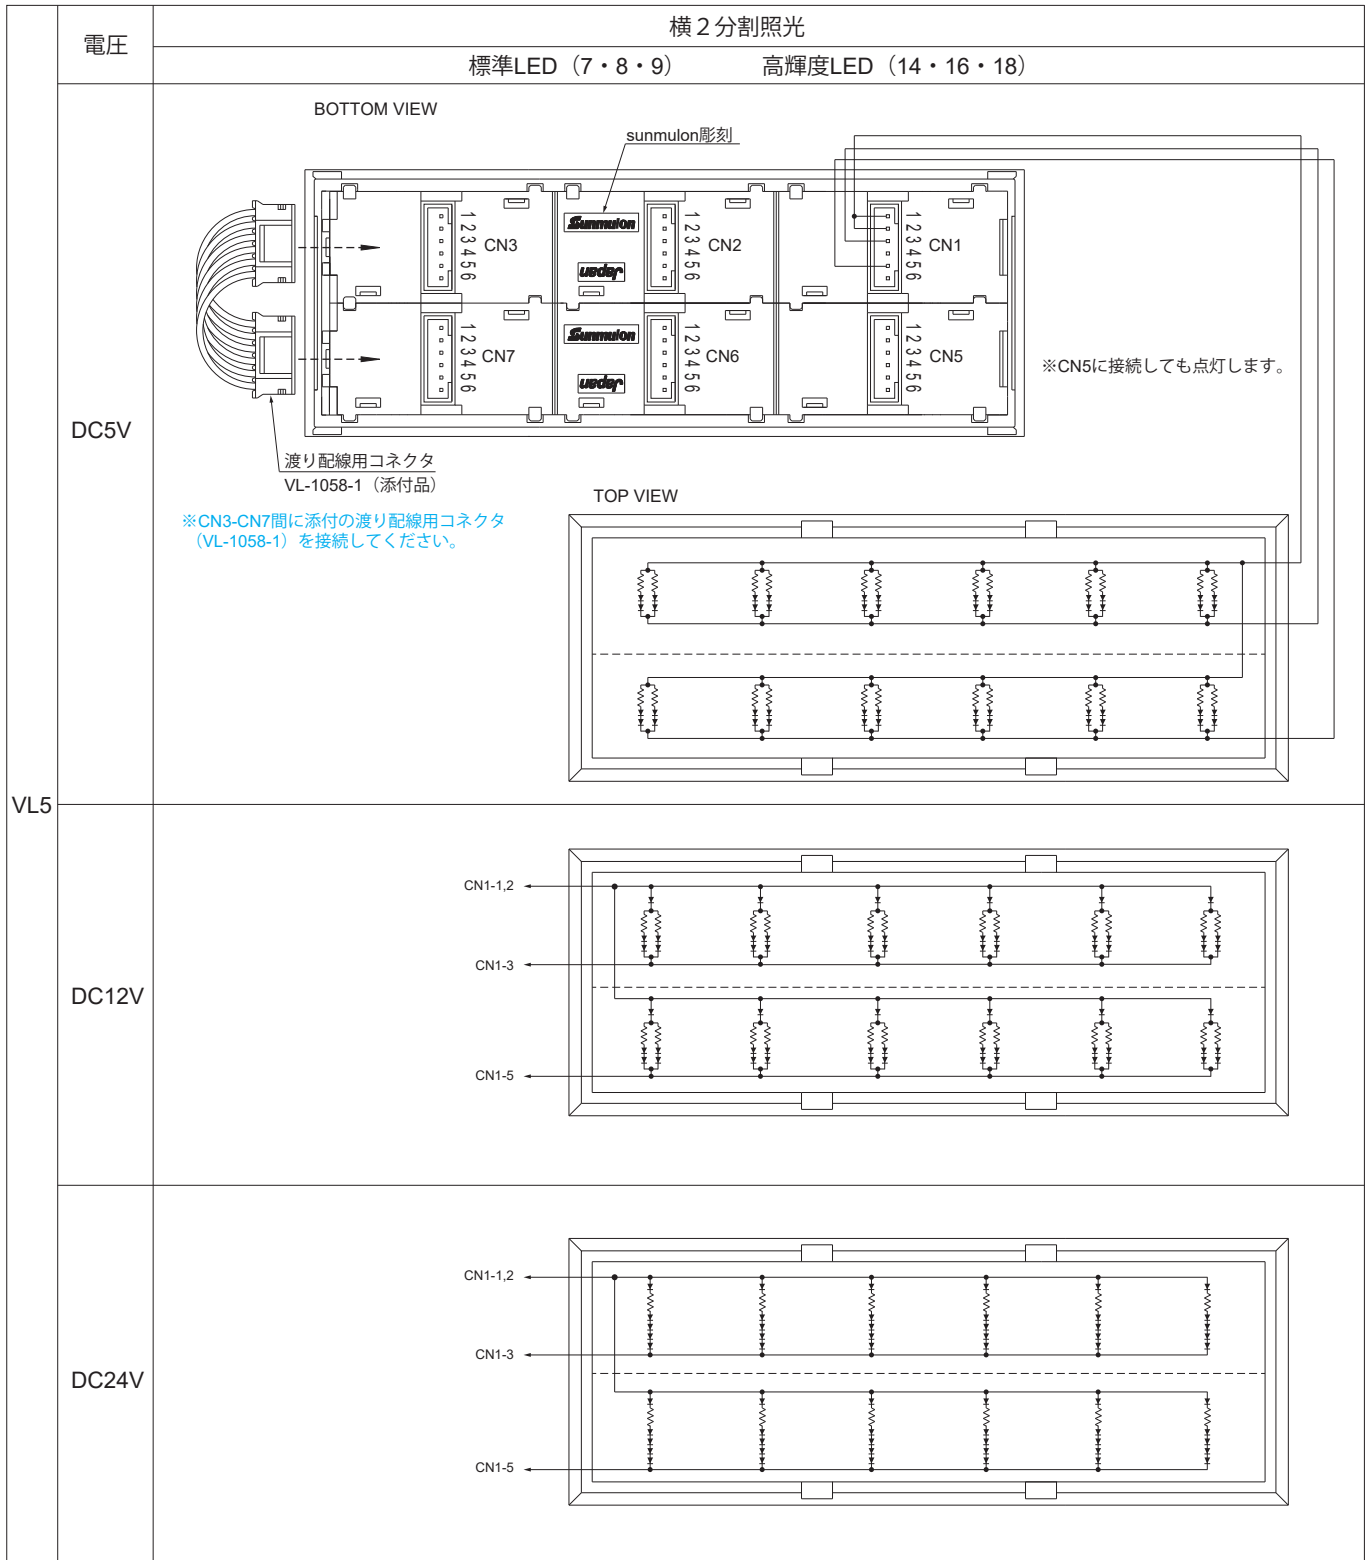 電圧
横2分割照光
標準LED（7・8・9） 高輝度LED（14・16・18）
VL5
DC5V
BOTTOM VIEW
sunmulon彫刻
Sunmulon
Japan
Sunmulon
Japan
123456
CN3
123456
CN2
123456
CN1
123456
CN7
123456
CN6
123456
CN5
※CN5に接続しても点灯します。
渡り配線用コネクタ
VL-1058-1（添付品）
※CN3-CN7間に添付の渡り配線用コネクタ
（VL-1058-1）を接続してください。
TOP VIEW
DC12V
CN1-1,2
CN1-3
CN1-5
DC24V
CN1-1,2
CN1-3
CN1-5